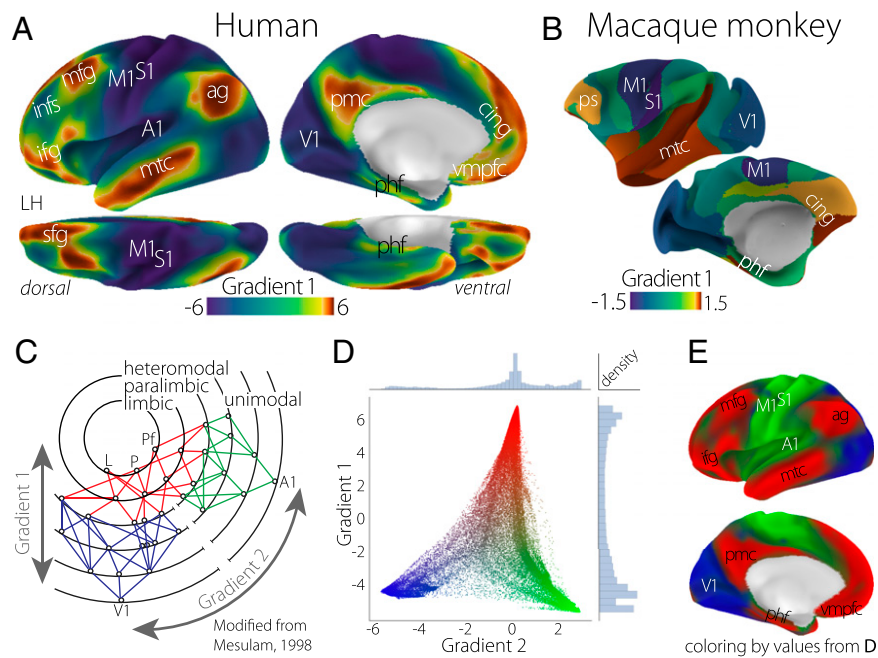 A
Human
B
Macaque monkey
mfg
M1
S1
infs
ag
ifg
A1
mtc
LH
pmc
cing
V1
vmpfc
phf
ps
M1
S1
V1
mtc
M1
cing
phf
sfg
M1
S1
phf
dorsal
Gradient 1
ventral
-6
6
Gradient 1
-1.5
1.5
C
heteromodal
paralimbic
limbic
unimodal
Pf
L
P
A1
V1
Gradient 1
Gradient 2
Modified from
Mesulam, 1998
D
density
Gradient 1
6
4
2
0
-2
-4
-6
-4
-2
0
2
Gradient 2
E
mfg
M1
S1
ag
A1
ifg
mtc
pmc
V1
phf
vmpfc
coloring by values from D